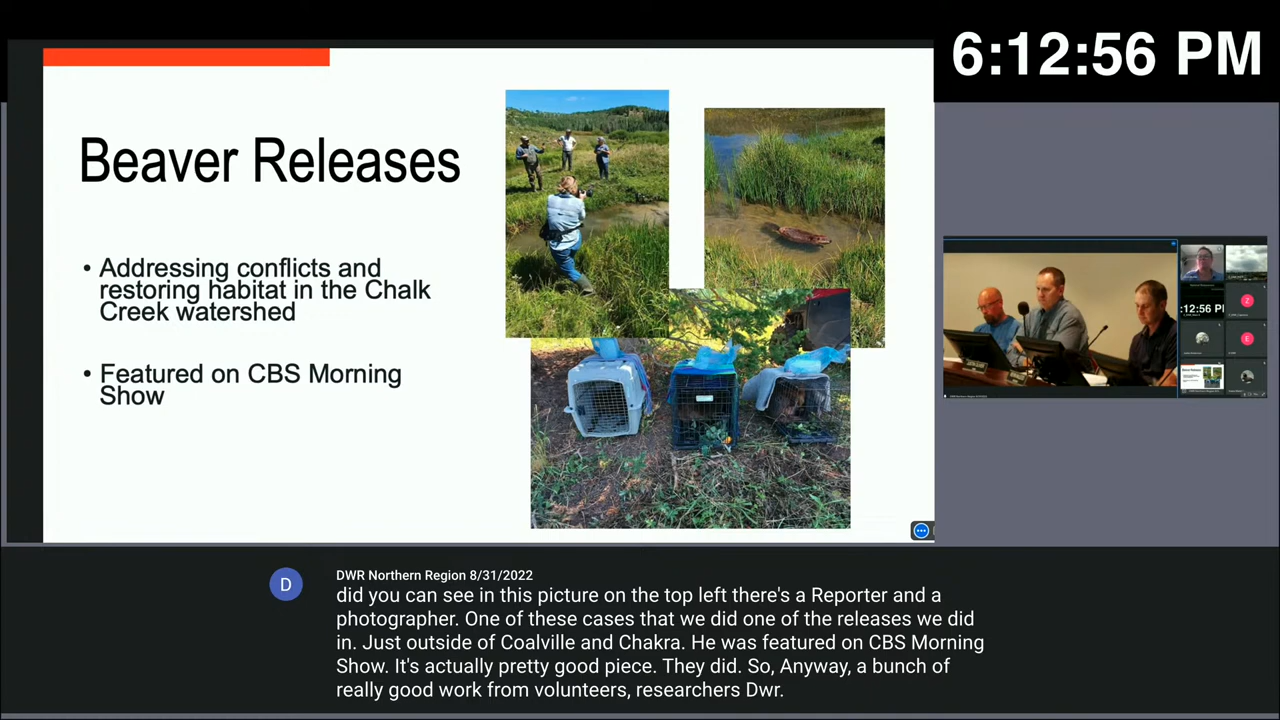 6:12:56 PM
Beaver Releases
• Addressing conflicts and
restoring habitat in the Chalk
Creek watershed
• Featured on CBS Morning
Show
:12:56 PM
Z
E
D
DWR Northern Region 8/31/2022
did you can see in this picture on the top left there's a Reporter and a
photographer. One of these cases that we did one of the releases we did
in. Just outside of Coalville and Chakra. He was featured on CBS Morning
Show. It's actually pretty good piece. They did. So, Anyway, a bunch of
really good work from volunteers, researchers Dwr.